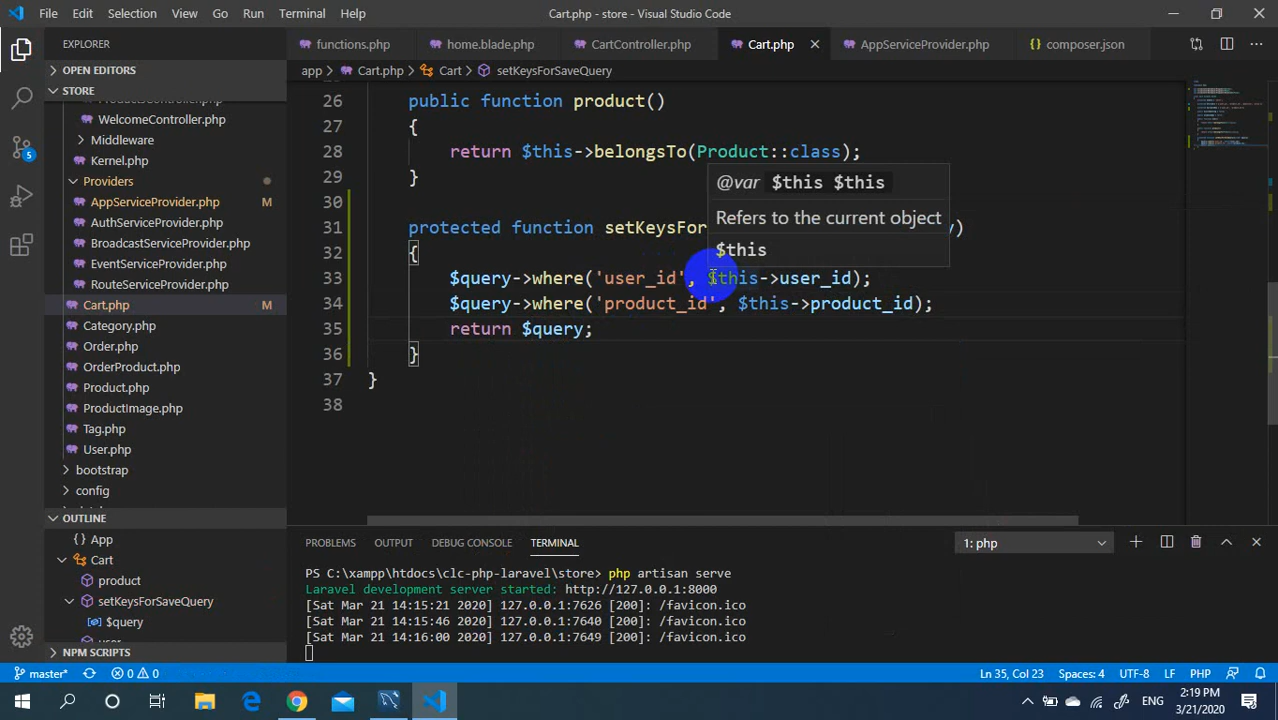 File Edit Selection View Go Run Terminal Help Cart.php - store - Visual Studio Code
EXPLORER
functions.php home.blade.php CartController.php Cart.php AppServiceProvider.php composer.json
OPEN EDITORS
app > Cart.php > Cart > setKeysForSaveQuery
STORE
WelcomeController.php
Middleware
Kernel.php
Providers
AppServiceProvider.php M
AuthServiceProvider.php
BroadcastServiceProvider.php
EventServiceProvider.php
RouteServiceProvider.php
Cart.php M
Category.php
Order.php
OrderProduct.php
Product.php
ProductImage.php
Tag.php
User.php
bootstrap
config
26 public function product()
27 {
28 return $this->belongsTo(Product::class);
29 }
30
31 protected function setKeysFor y)
32 {
33 $query->where('user_id', $this->user_id);
34 $query->where('product_id', $this->product_id);
35 return $query;
36 }
37 }
38
@var $this $this
Refers to the current object
$this
OUTLINE
App
Cart
product
setKeysForSaveQuery
$query
NPM SCRIPTS
PROBLEMS OUTPUT DEBUG CONSOLE TERMINAL 1: php
PS C:\xampp\htdocs\clc-php-laravel\store> php artisan serve
Laravel development server started: http://127.0.0.1:8000
[Sat Mar 21 14:15:21 2020] 127.0.0.1:7626 [200]: /favicon.ico
[Sat Mar 21 14:15:46 2020] 127.0.0.1:7640 [200]: /favicon.ico
[Sat Mar 21 14:16:00 2020] 127.0.0.1:7649 [200]: /favicon.ico
master* 0 0 Ln 35, Col 23 Spaces: 4 UTF-8 LF PHP
5
ENG 2:19 PM
3/21/2020